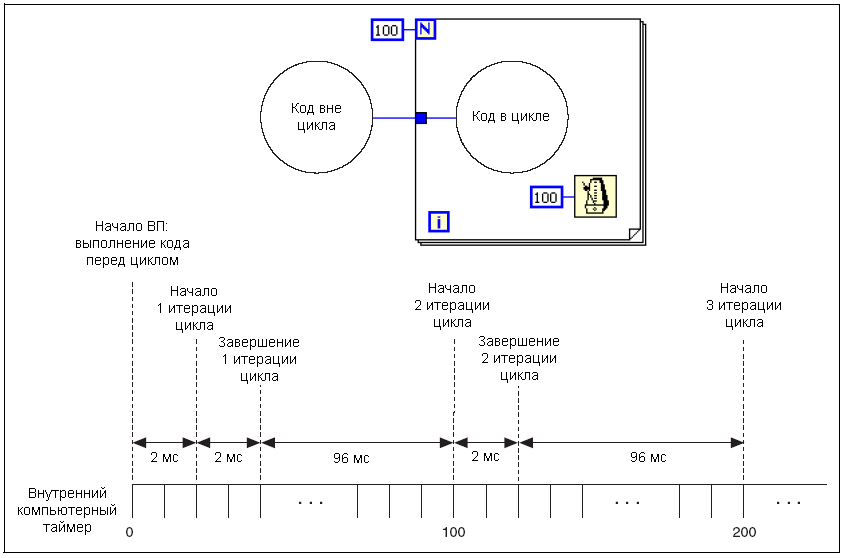 100
N
Код вне
цикла
Код в цикле
100
i
Начало ВП:
выполнение кода
перед циклом
Начало
1 итерации
цикла
Завершение
1 итерации
цикла
Начало
2 итерации
цикла
Завершение
2 итерации
цикла
Начало
3 итерации
цикла
2 мс
2 мс
96 мс
2 мс
96 мс
Внутренний
компьютерный
таймер
. . .
. . .
. . .
0
100
200